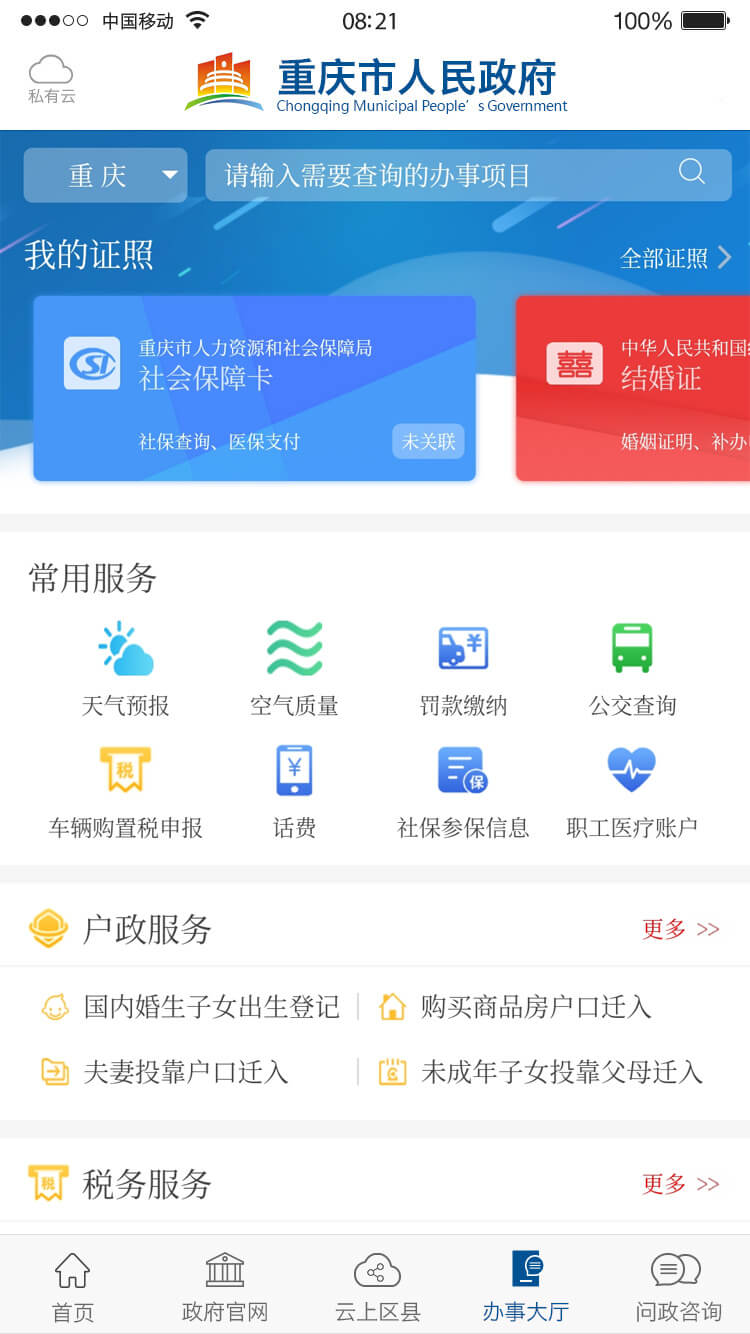 中国移动 08:21 100%
私有云
重庆市人民政府
Chongqing Municipal People's Government
重庆 请输入需要查询的办事项目
我的证照 全部证照
重庆市人力资源和社会保障局
社会保障卡
社保查询、医保支付
未关联
囍
中华人民共和国
结婚证
婚姻证明、补办
常用服务
天气预报 空气质量 罚款缴纳 公交查询
税
保
车辆购置税申报 话费 社保参保信息 职工医疗账户
户政服务 更多 >>
国内婚生子女出生登记 购买商品房户口迁入
夫妻投靠户口迁入 未成年子女投靠父母迁入
税
税务服务 更多 >>
首页 政府官网 云上区县 办事大厅 问政咨询